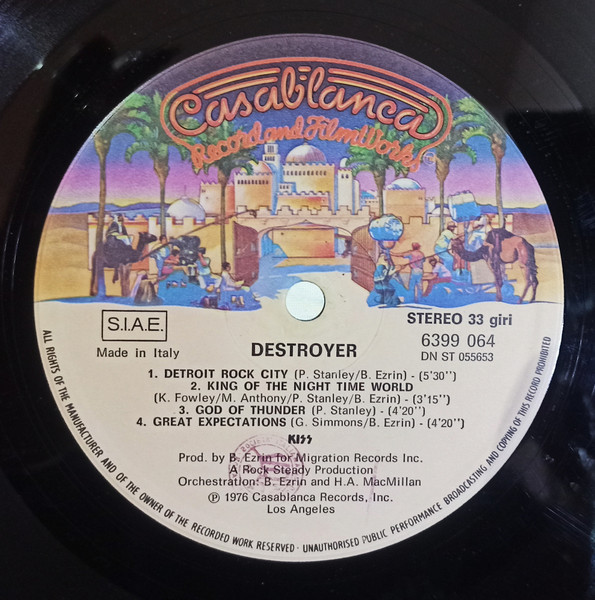 Casablanca
Record and FilmWorks
S.I.A.E.
Made in Italy
STEREO 33 giri
6399 064
DN ST 055653
DESTROYER
1. DETROIT ROCK CITY (P. Stanley/B. Ezrin) - (5'30'')
2. KING OF THE NIGHT TIME WORLD
(K. Fowley/M. Anthony/P. Stanley/B. Ezrin) - (3'15'')
3. GOD OF THUNDER (P. Stanley) - (4'20'')
4. GREAT EXPECTATIONS (G. Simmons/B. Ezrin) - (4'20'')
KISS
Prod. by B. Ezrin for Migration Records Inc.
A Rock Steady Production
Orchestration: B. Ezrin and H.A. MacMillan
℗ 1976 Casablanca Records, Inc.
Los Angeles
ALL RIGHTS OF THE MANUFACTURER AND OF THE OWNER OF THE RECORDED WORK RESERVED - UNAUTHORISED PUBLIC PERFORMANCE BROADCASTING AND COPYING OF THIS RECORD PROHIBITED